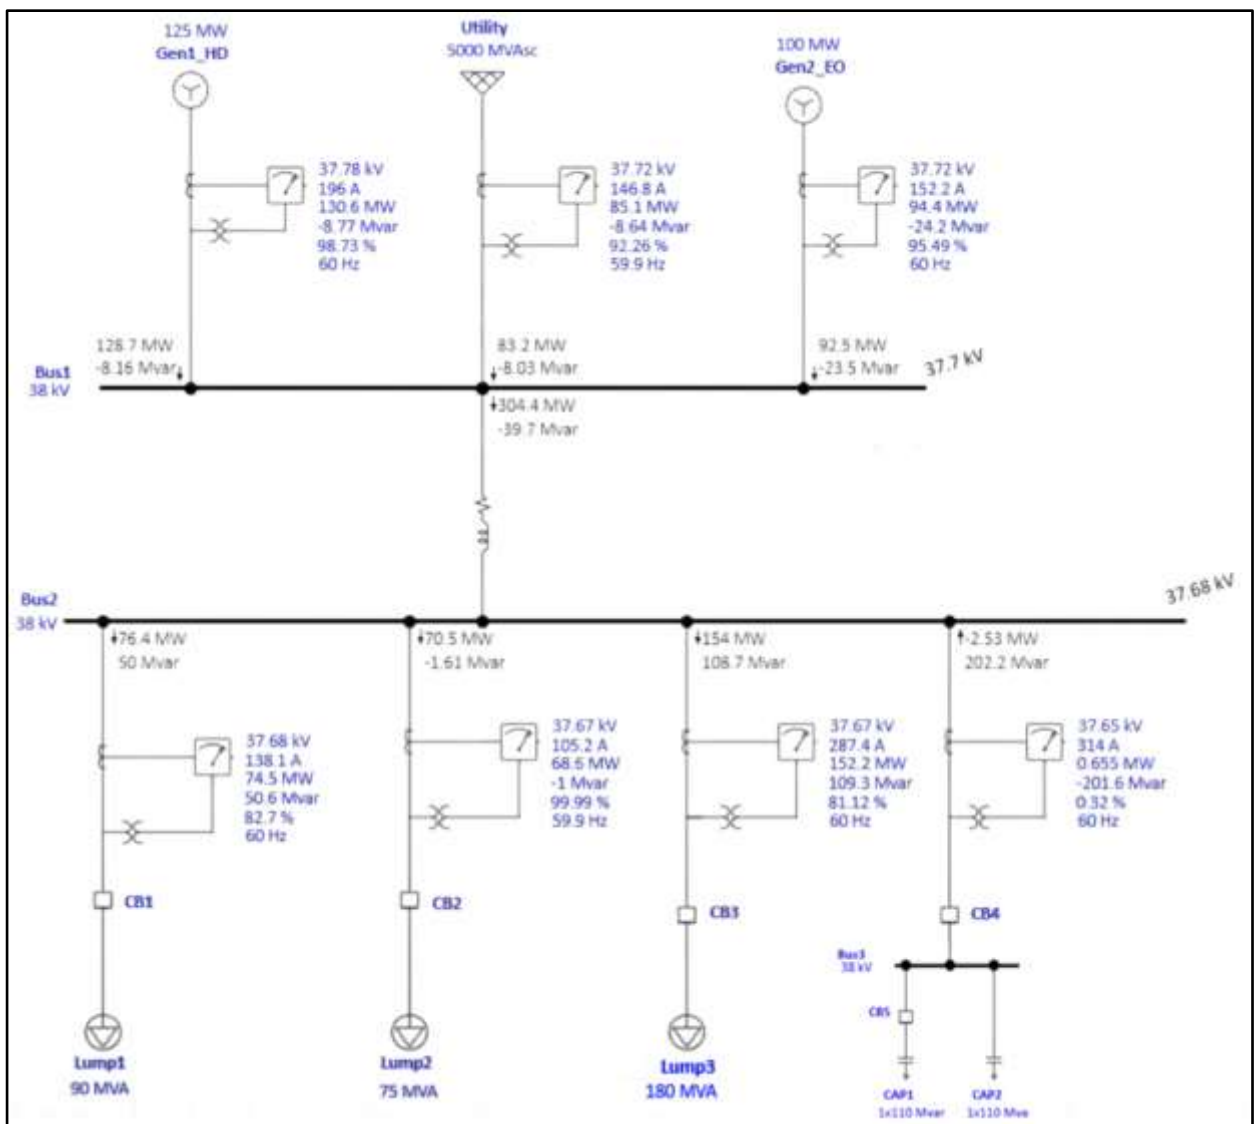 125 MW
Gen1_HD
Utility
5000 MVAsc
100 MW
Gen2_EO
37.78 kV
196 A
130.6 MW
-8.77 Mvar
98.73 %
60 Hz
37.72 kV
146.8 A
85.1 MW
-8.64 Mvar
92.26 %
59.9 Hz
37.72 kV
152.2 A
94.4 MW
-24.2 Mvar
95.49 %
60 Hz
128.7 MW
-8.16 Mvar
83.2 MW
-8.03 Mvar
92.5 MW
-23.5 Mvar
37.7 kV
Bus1
38 kV
304.4 MW
-39.7 Mvar
Bus2
38 kV
37.68 kV
76.4 MW
50 Mvar
70.5 MW
-1.61 Mvar
154 MW
108.7 Mvar
-2.53 MW
202.2 Mvar
37.68 kV
138.1 A
74.5 MW
50.6 Mvar
82.7 %
60 Hz
37.67 kV
105.2 A
68.6 MW
-1 Mvar
99.99 %
59.9 Hz
37.67 kV
287.4 A
152.2 MW
109.3 Mvar
81.12 %
60 Hz
37.65 kV
314 A
0.655 MW
-201.6 Mvar
0.32 %
60 Hz
CB1
CB2
CB3
CB4
Bus3
38 kV
CB5
Lump1
90 MVA
Lump2
75 MVA
Lump3
180 MVA
CAP1
1x110 Mvar
CAP2
1x110 Mva